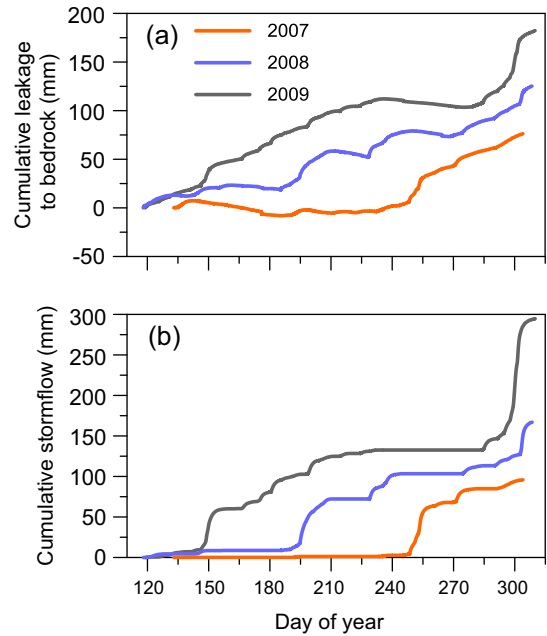 200
(a)
2007
150
2008
100
2009
50
0
-50
Cumulative leakage
to bedrock (mm)
300
(b)
250
200
150
100
50
0
Cumulative stormflow (mm)
120 150 180 210 240 270 300
Day of year